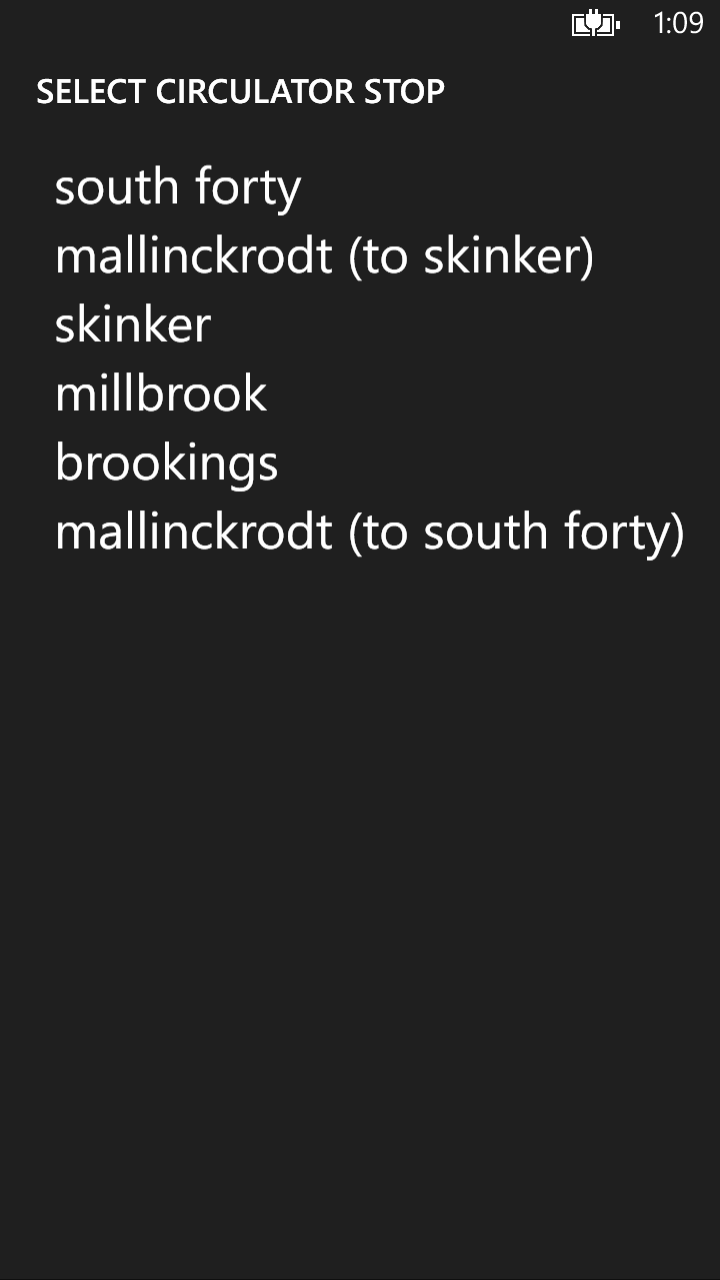 1:09
SELECT CIRCULATOR STOP
south forty
mallinckrodt (to skinker)
skinker
millbrook
brookings
mallinckrodt (to south forty)